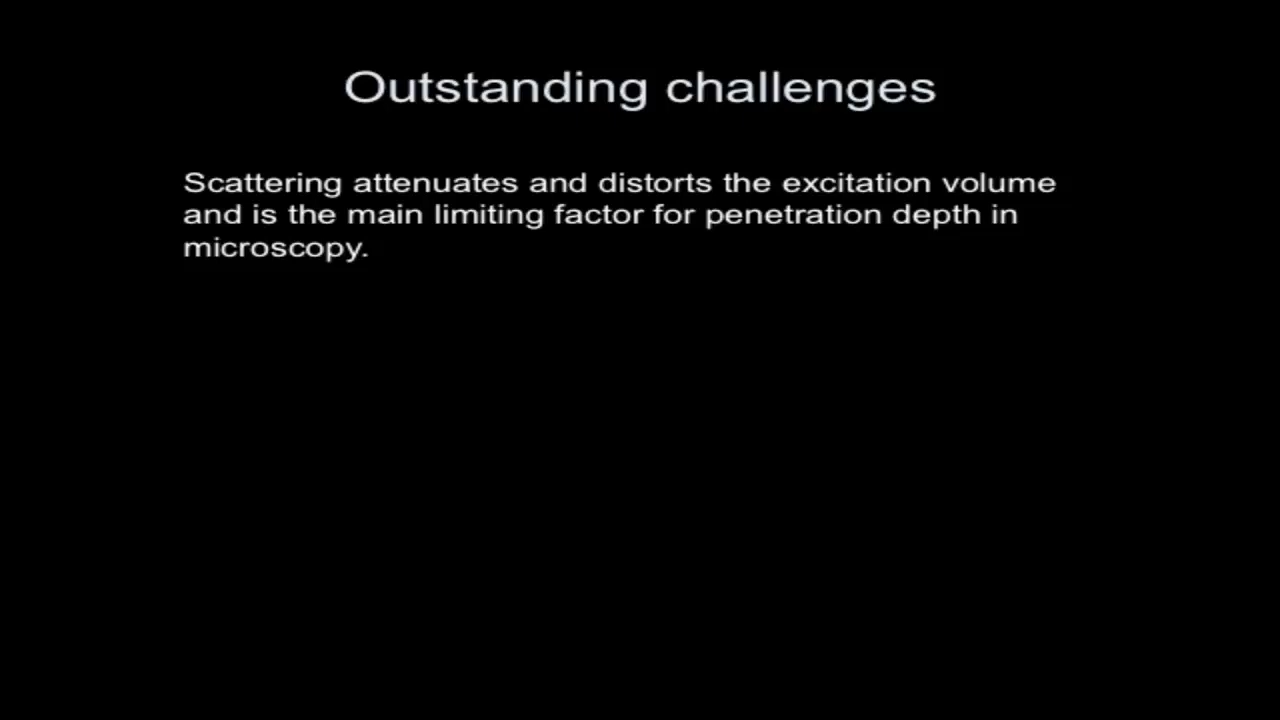 Outstanding challenges
Scattering attenuates and distorts the excitation volume
and is the main limiting factor for penetration depth in
microscopy.